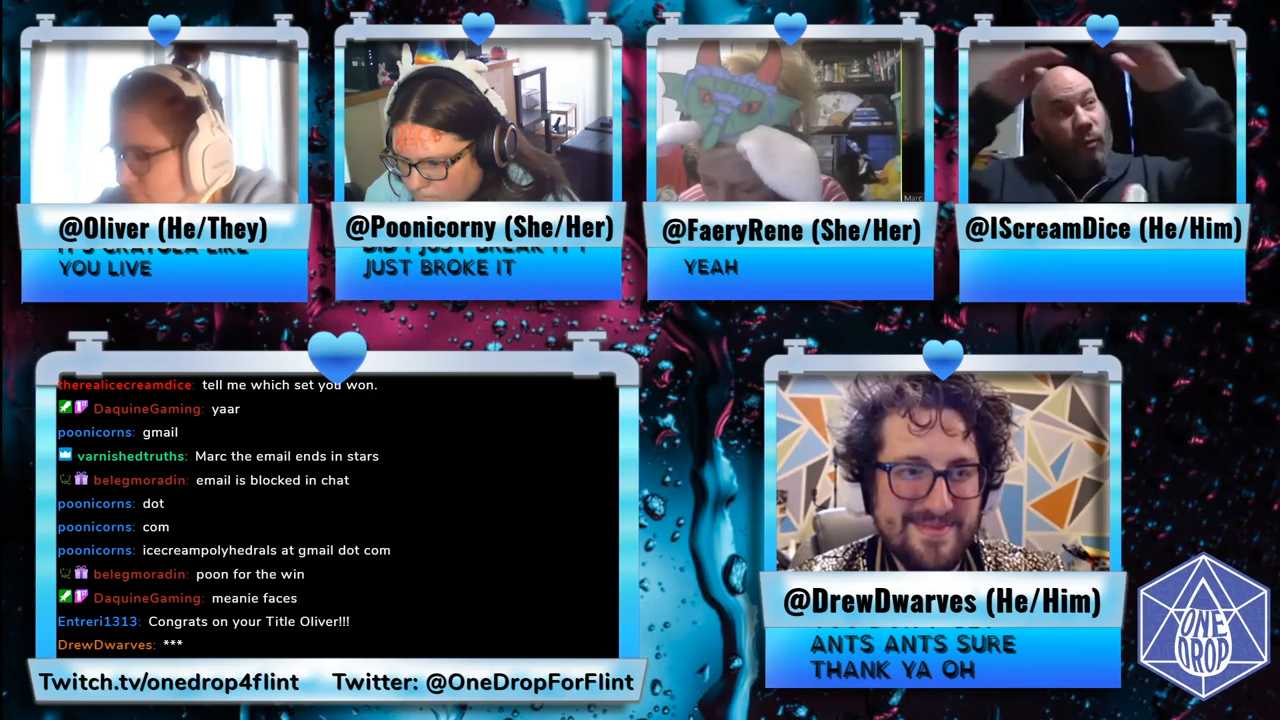 @Oliver (He/They)
YOU LIVE
@Poonicorny (She/Her)
JUST BROKE IT
Marc
@FaeryRene (She/Her)
YEAH
@IScreamDice (He/Him)
therealicecreamdice: tell me which set you won.
DaquineGaming: yaar
poonicorns: gmail
varnishedtruths: Marc the email ends in stars
belegmoradin: email is blocked in chat
poonicorns: dot
poonicorns: com
poonicorns: icecreampolyhedrals at gmail dot com
belegmoradin: poon for the win
DaquineGaming: meanie faces
Entreri1313: Congrats on your Title Oliver!!!
DrewDwarves: ***
Twitch.tv/onedrop4flint Twitter: @OneDropForFlint
@DrewDwarves (He/Him)
ANTS ANTS SURE
THANK YA OH
ONE
DROP